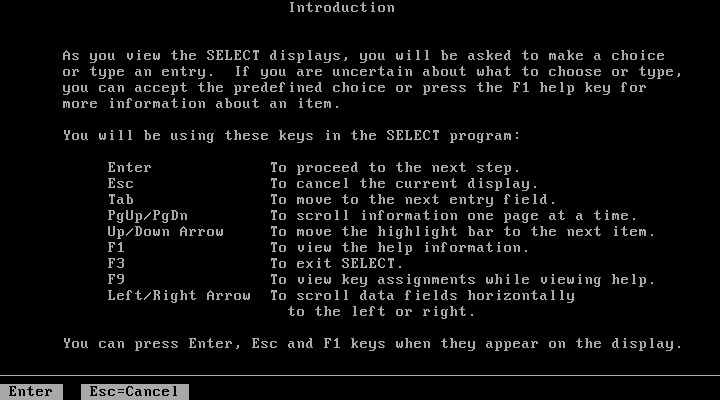 Introduction
As you view the SELECT displays, you will be asked to make a choice
or type an entry.  If you are uncertain about what to choose or type,
you can accept the predefined choice or press the F1 help key for
more information about an item.
You will be using these keys in the SELECT program:
Enter             To proceed to the next step.
Esc               To cancel the current display.
Tab               To move to the next entry field.
PgUp/PgDn         To scroll information one page at a time.
Up/Down Arrow     To move the highlight bar to the next item.
F1                To view the help information.
F3                To exit SELECT.
F9                To view key assignments while viewing help.
Left/Right Arrow  To scroll data fields horizontally
to the left or right.
You can press Enter, Esc and F1 keys when they appear on the display.
Enter   Esc=Cancel